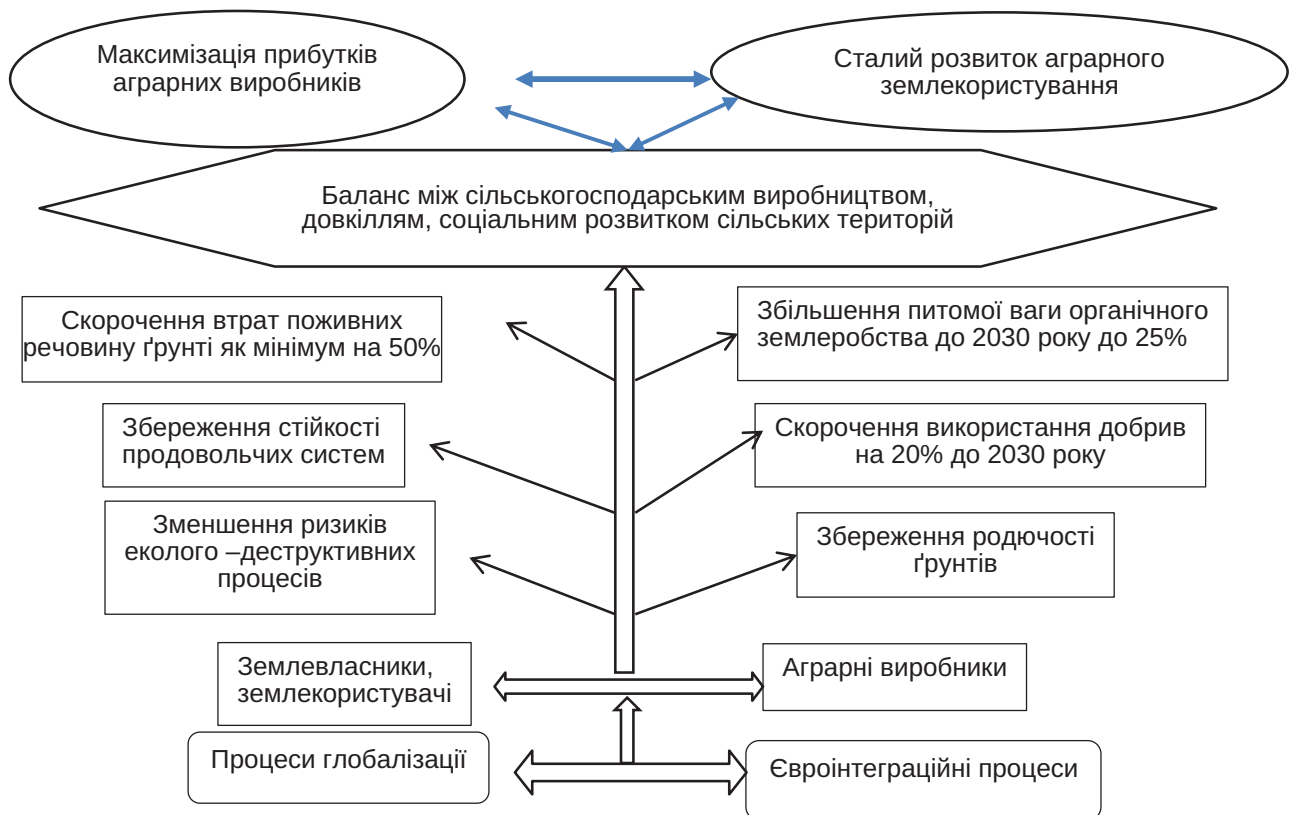 Максимізація прибутків
аграрних виробників
Сталий розвиток аграрного
землекористування
Баланс між сільськогосподарським виробництвом,
довкіллям, соціальним розвитком сільських територій
Скорочення втрат поживних
речовину ґрунті як мінімум на 50%
Збільшення питомої ваги органічного
землеробства до 2030 року до 25%
Збереження стійкості
продовольчих систем
Скорочення використання добрив
на 20% до 2030 року
Зменшення ризиків
еколого –деструктивних
процесів
Збереження родючості
ґрунтів
Землевласники,
землекористувачі
Аграрні виробники
Процеси глобалізації
Євроінтеграційні процеси